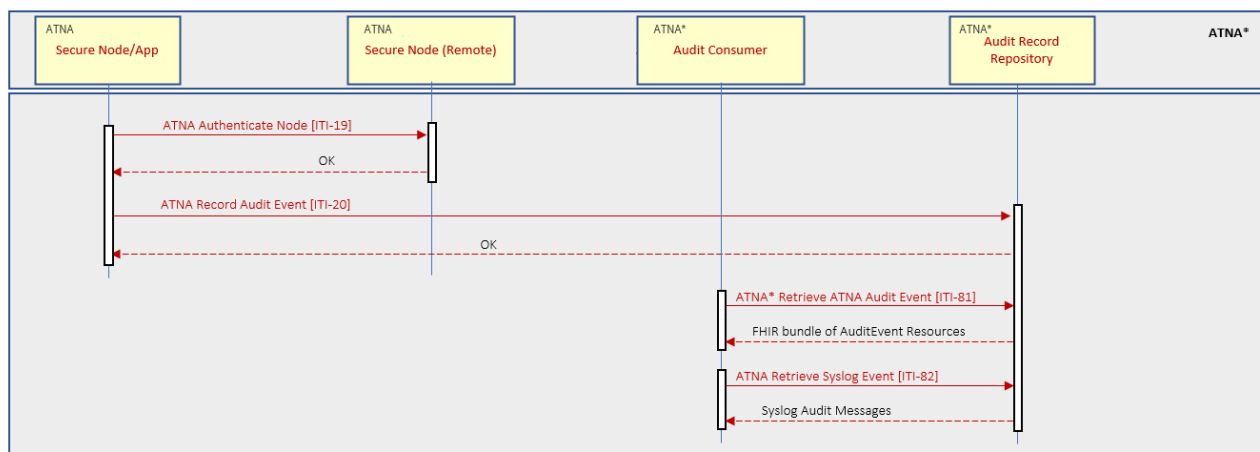 ATNA
Secure Node/App
ATNA
Secure Node (Remote)
ATNA*
Audit Consumer
ATNA*
Audit Record
Repository
ATNA*
ATNA Authenticate Node [ITI-19]
OK
ATNA Record Audit Event [ITI-20]
OK
ATNA* Retrieve ATNA Audit Event [ITI-81]
FHIR bundle of AuditEvent Resources
ATNA Retrieve Syslog Event [ITI-82]
Syslog Audit Messages